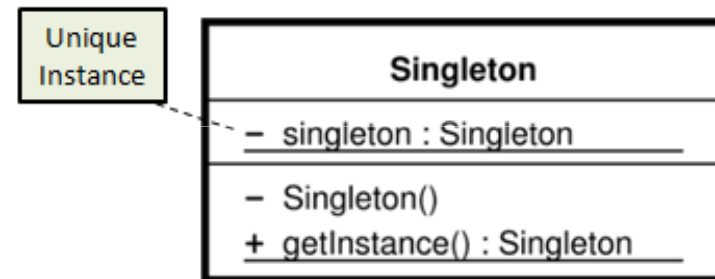 Unique
Instance
Singleton
– singleton : Singleton
– Singleton()
+ getInstance() : Singleton